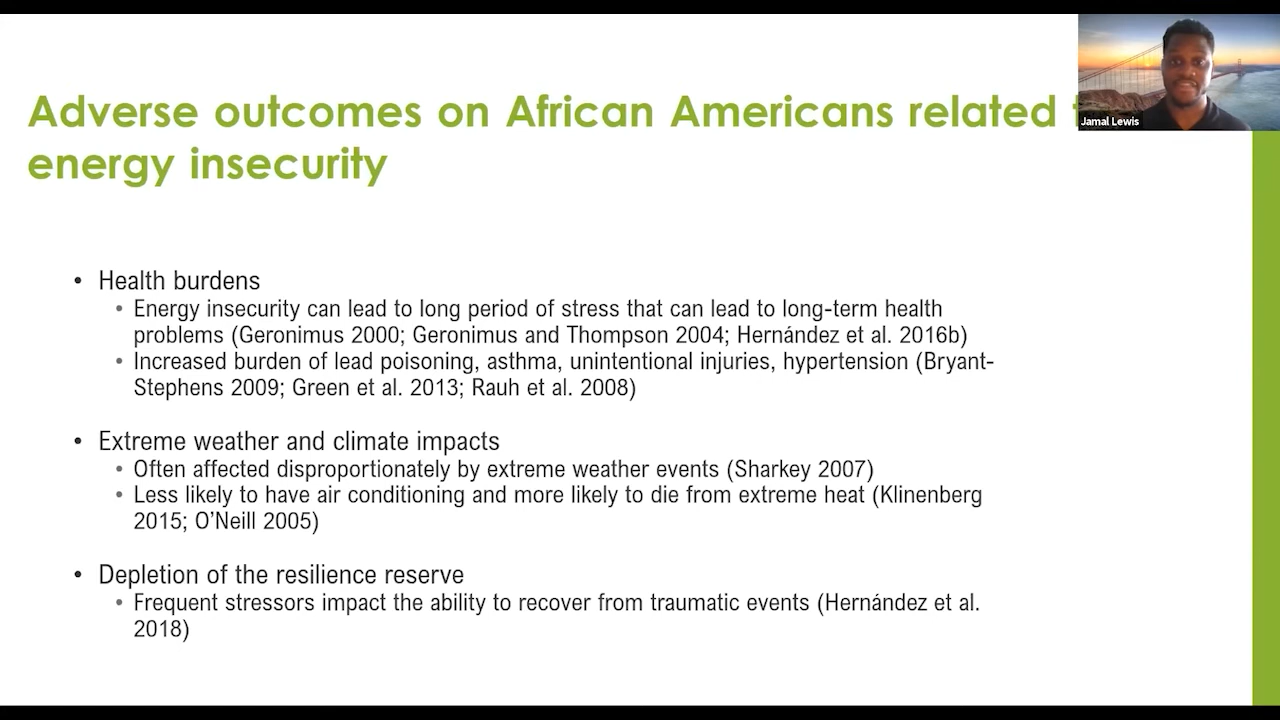 Adverse outcomes on African Americans related
energy insecurity
Jamal Lewis
• Health burdens
• Energy insecurity can lead to long period of stress that can lead to long-term health
problems (Geronimus 2000; Geronimus and Thompson 2004; Hernández et al. 2016b)
• Increased burden of lead poisoning, asthma, unintentional injuries, hypertension (Bryant-
Stephens 2009; Green et al. 2013; Rauh et al. 2008)
• Extreme weather and climate impacts
• Often affected disproportionately by extreme weather events (Sharkey 2007)
• Less likely to have air conditioning and more likely to die from extreme heat (Klinenberg
2015; O’Neill 2005)
• Depletion of the resilience reserve
• Frequent stressors impact the ability to recover from traumatic events (Hernández et al.
2018)